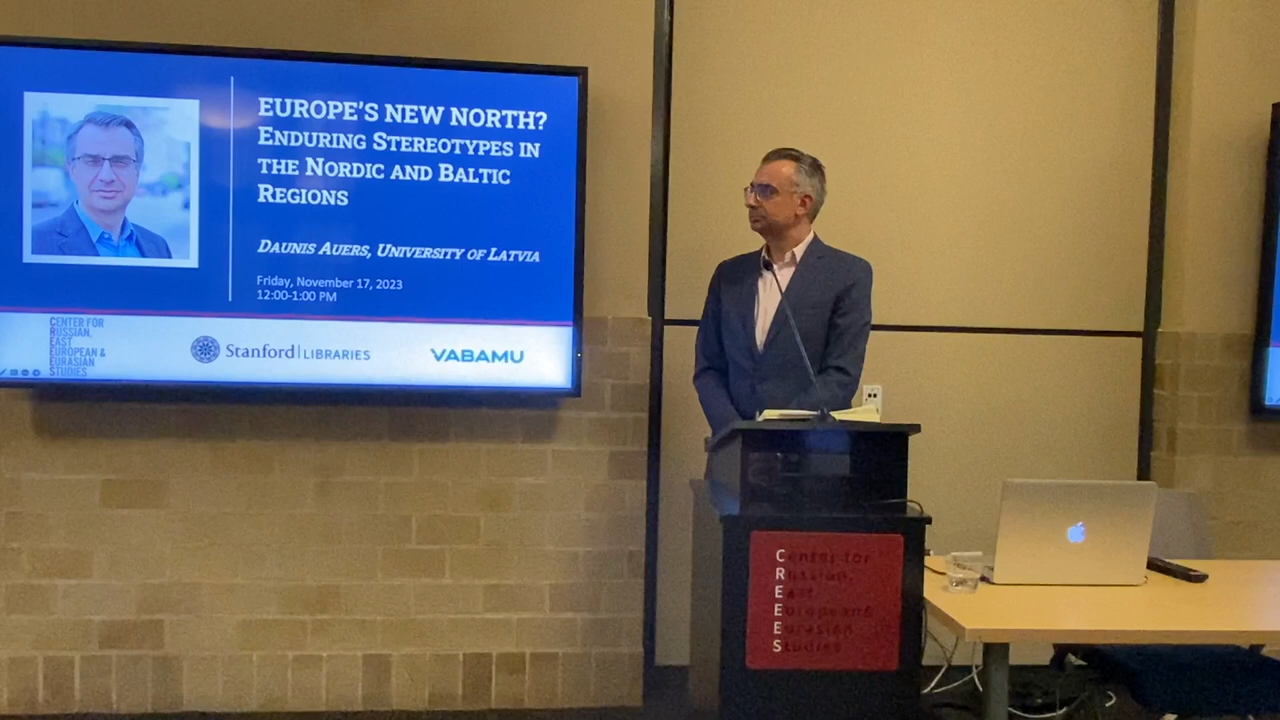 EUROPE'S NEW NORTH?
ENDURING STEREOTYPES IN
THE NORDIC AND BALTIC
REGIONS
DAUNIS AUERS, UNIVERSITY OF LATVIA
Friday, November 17, 2023
12:00-1:00 PM
CENTER FOR
RUSSIAN,
EAST
EUROPEAN &
EURASIAN
STUDIES
Stanford | LIBRARIES
VABAMU
Center for
Russian,
East
European &
Eurasian
Studies